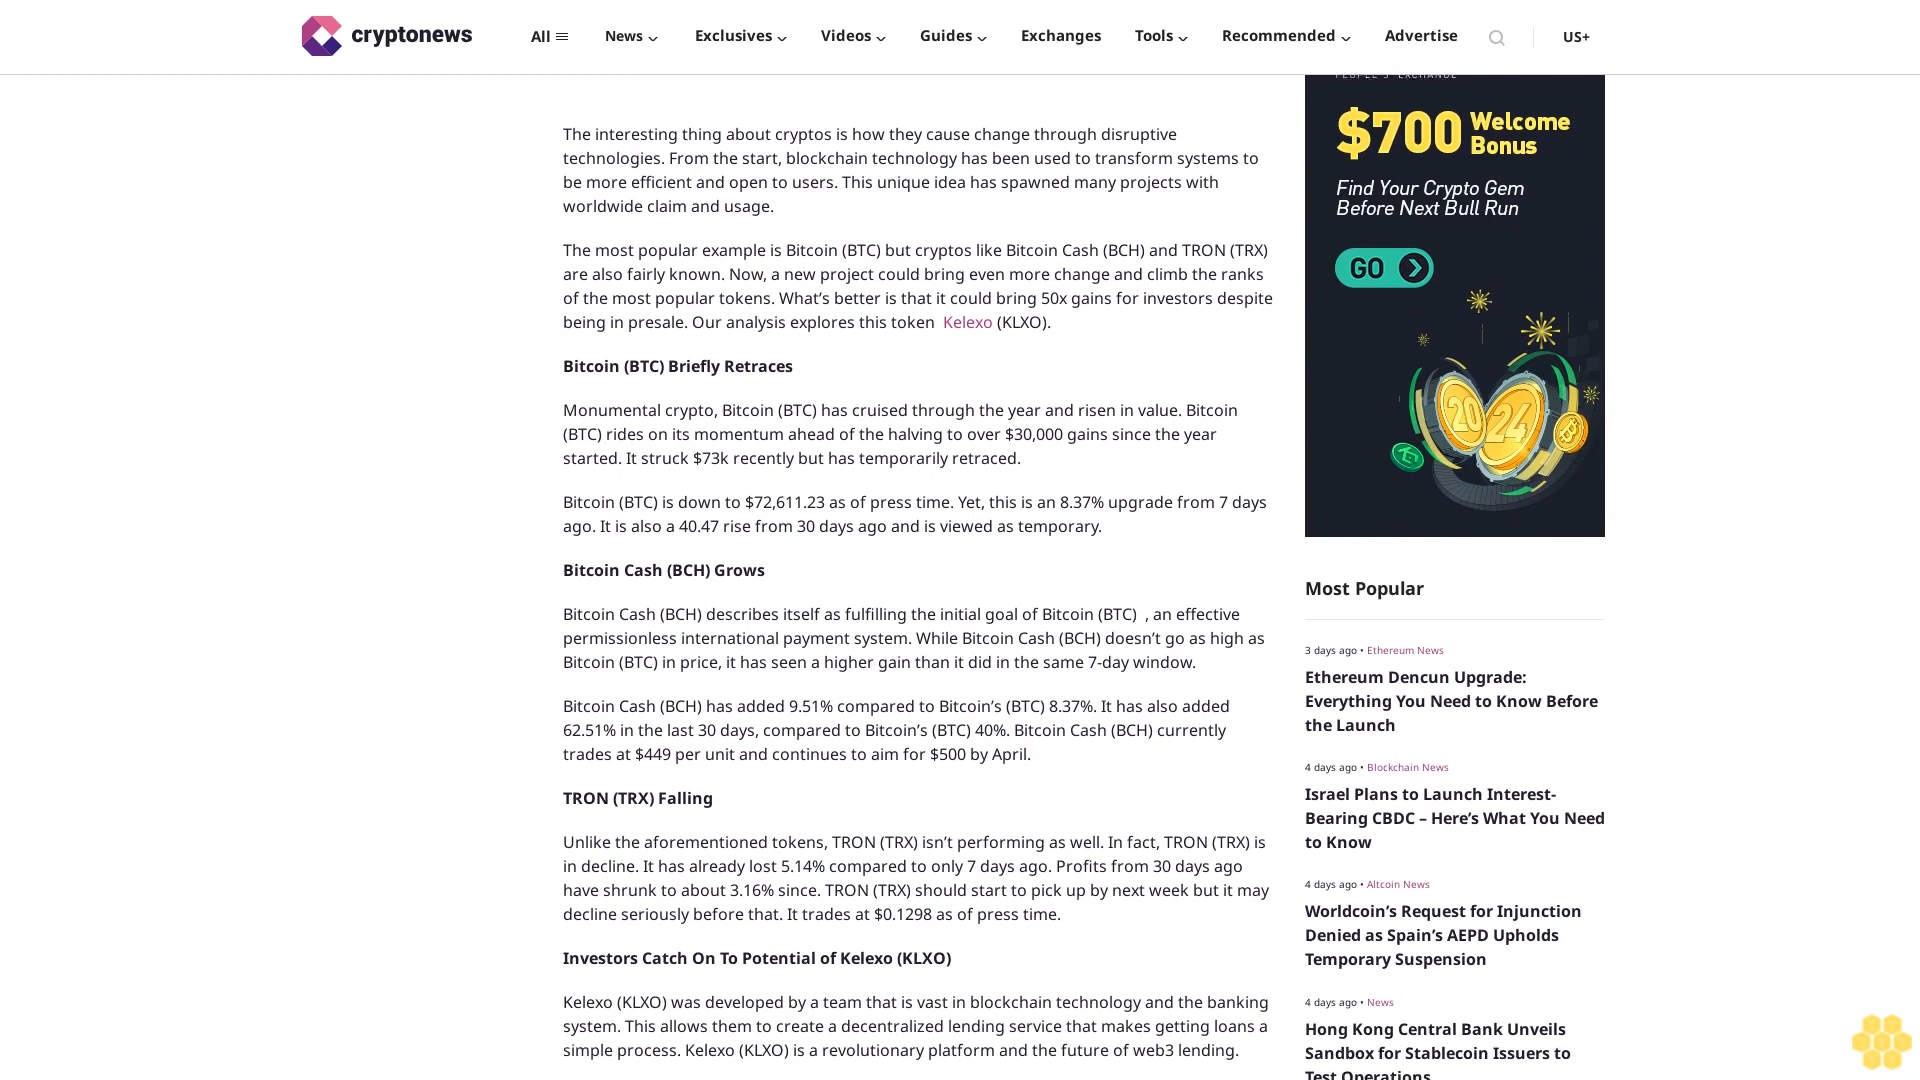 cryptonews
All
News
Exclusives
Videos
Guides
Exchanges
Tools
Recommended
Advertise
US+
The interesting thing about cryptos is how they cause change through disruptive
technologies. From the start, blockchain technology has been used to transform systems to
be more efficient and open to users. This unique idea has spawned many projects with
worldwide claim and usage.
The most popular example is Bitcoin (BTC) but cryptos like Bitcoin Cash (BCH) and TRON (TRX)
are also fairly known. Now, a new project could bring even more change and climb the ranks
of the most popular tokens. What’s better is that it could bring 50x gains for investors despite
being in presale. Our analysis explores this token  Kelexo (KLXO).
Bitcoin (BTC) Briefly Retraces
Monumental crypto, Bitcoin (BTC) has cruised through the year and risen in value. Bitcoin
(BTC) rides on its momentum ahead of the halving to over $30,000 gains since the year
started. It struck $73k recently but has temporarily retraced.
Bitcoin (BTC) is down to $72,611.23 as of press time. Yet, this is an 8.37% upgrade from 7 days
ago. It is also a 40.47 rise from 30 days ago and is viewed as temporary.
Bitcoin Cash (BCH) Grows
Bitcoin Cash (BCH) describes itself as fulfilling the initial goal of Bitcoin (BTC)  , an effective
permissionless international payment system. While Bitcoin Cash (BCH) doesn’t go as high as
Bitcoin (BTC) in price, it has seen a higher gain than it did in the same 7-day window.
Bitcoin Cash (BCH) has added 9.51% compared to Bitcoin’s (BTC) 8.37%. It has also added
62.51% in the last 30 days, compared to Bitcoin’s (BTC) 40%. Bitcoin Cash (BCH) currently
trades at $449 per unit and continues to aim for $500 by April.
TRON (TRX) Falling
Unlike the aforementioned tokens, TRON (TRX) isn’t performing as well. In fact, TRON (TRX) is
in decline. It has already lost 5.14% compared to only 7 days ago. Profits from 30 days ago
have shrunk to about 3.16% since. TRON (TRX) should start to pick up by next week but it may
decline seriously before that. It trades at $0.1298 as of press time.
Investors Catch On To Potential of Kelexo (KLXO)
Kelexo (KLXO) was developed by a team that is vast in blockchain technology and the banking
system. This allows them to create a decentralized lending service that makes getting loans a
simple process. Kelexo (KLXO) is a revolutionary platform and the future of web3 lending.
PEOPLE'S EXCHANGE
$700 Welcome
Bonus
Find Your Crypto Gem
Before Next Bull Run
GO
20 24
Most Popular
3 days ago • Ethereum News
Ethereum Dencun Upgrade:
Everything You Need to Know Before
the Launch
4 days ago • Blockchain News
Israel Plans to Launch Interest-
Bearing CBDC – Here’s What You Need
to Know
4 days ago • Altcoin News
Worldcoin’s Request for Injunction
Denied as Spain’s AEPD Upholds
Temporary Suspension
4 days ago • News
Hong Kong Central Bank Unveils
Sandbox for Stablecoin Issuers to
Test Operations